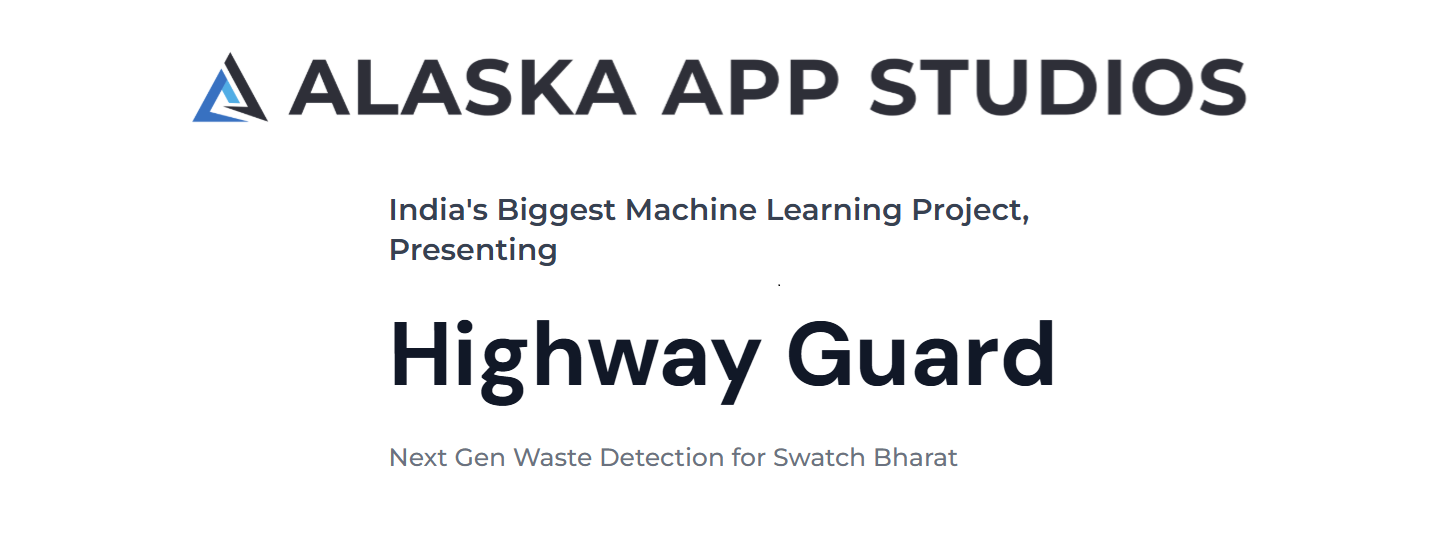 ALASKA APP STUDIOS
India's Biggest Machine Learning Project,
Presenting
Highway Guard
Next Gen Waste Detection for Swatch Bharat